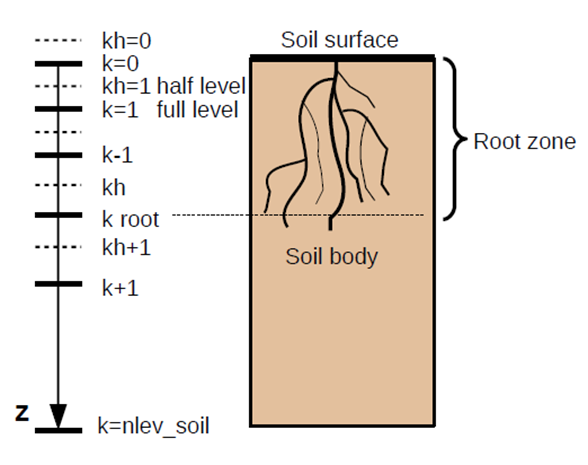 kh=0
Soil surface
k=0
kh=1 half level
k=1 full level
k-1
Root zone
kh
k root
kh+1
Soil body
k+1
z
k=nlev_soil